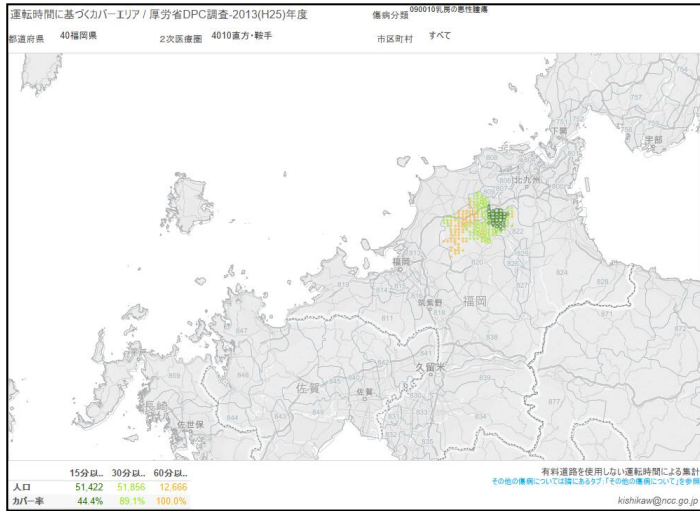 運転時間に基づくカバーエリア / 厚労省DPC調査-2013(H25)年度
傷病分類 090010乳房の悪性腫瘍
都道府県 40福岡県 2次医療圏 4010直方・鞍手 市区町村 すべて
下関
宇部
北九州
福岡
筑紫野
福岡
久留米
佐賀
佐賀
長崎
佐世保
15分以.. 30分以.. 60分以..
人口 51,422 51,856 12,666
カバー率 44.4% 89.1% 100.0%
有料道路を使用しない運転時間による集計
その他の傷病については隣にあるタブ:「その他の傷病について」を参照
kishikaw@ncc.go.jp